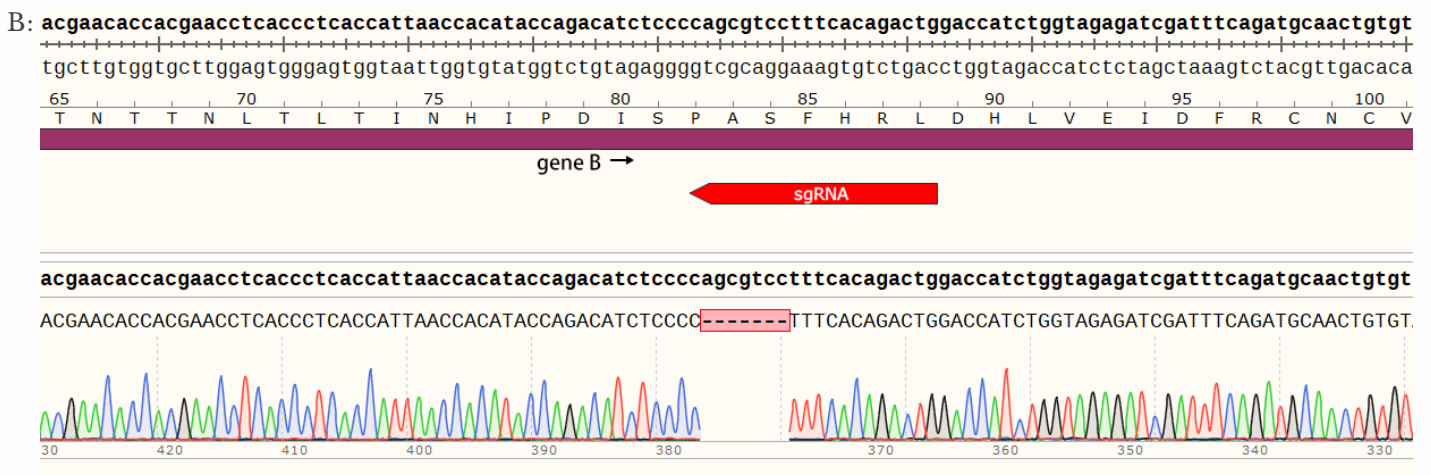 B: acgaacaccacgaacctcaccctcaccattaaccacataccagacatctccccagcgtcctttcacagactggaccatctggtagagatcgatttcagatgcaactgtgt
tgcttgtggtgcttggagtgggagtggtaattggtgtatggtctgtagaggggtcgcaggaaagtgtctgacctggtagaccatctctagctaaagtctacgttgacaca
65 70 75 80 85 90 95 100
T N T T N L T L T I N H I P D I S P A S F H R L D H L V E I D F R C N C V
gene B →
sgRNA
acgaacaccacgaacctcaccctcaccattaaccacataccagacatctccccagcgtcctttcacagactggaccatctggtagagatcgatttcagatgcaactgtgt
ACGAACACCACGAACCTCACCCTCACCATTAACCACATACCAGACATCTCCCC-------TTTCACAGACTGGACCATCTGGTAGAGATCGATTTCAGATGCAACTGTGT
30 420 410 400 390 380 370 360 350 340 330